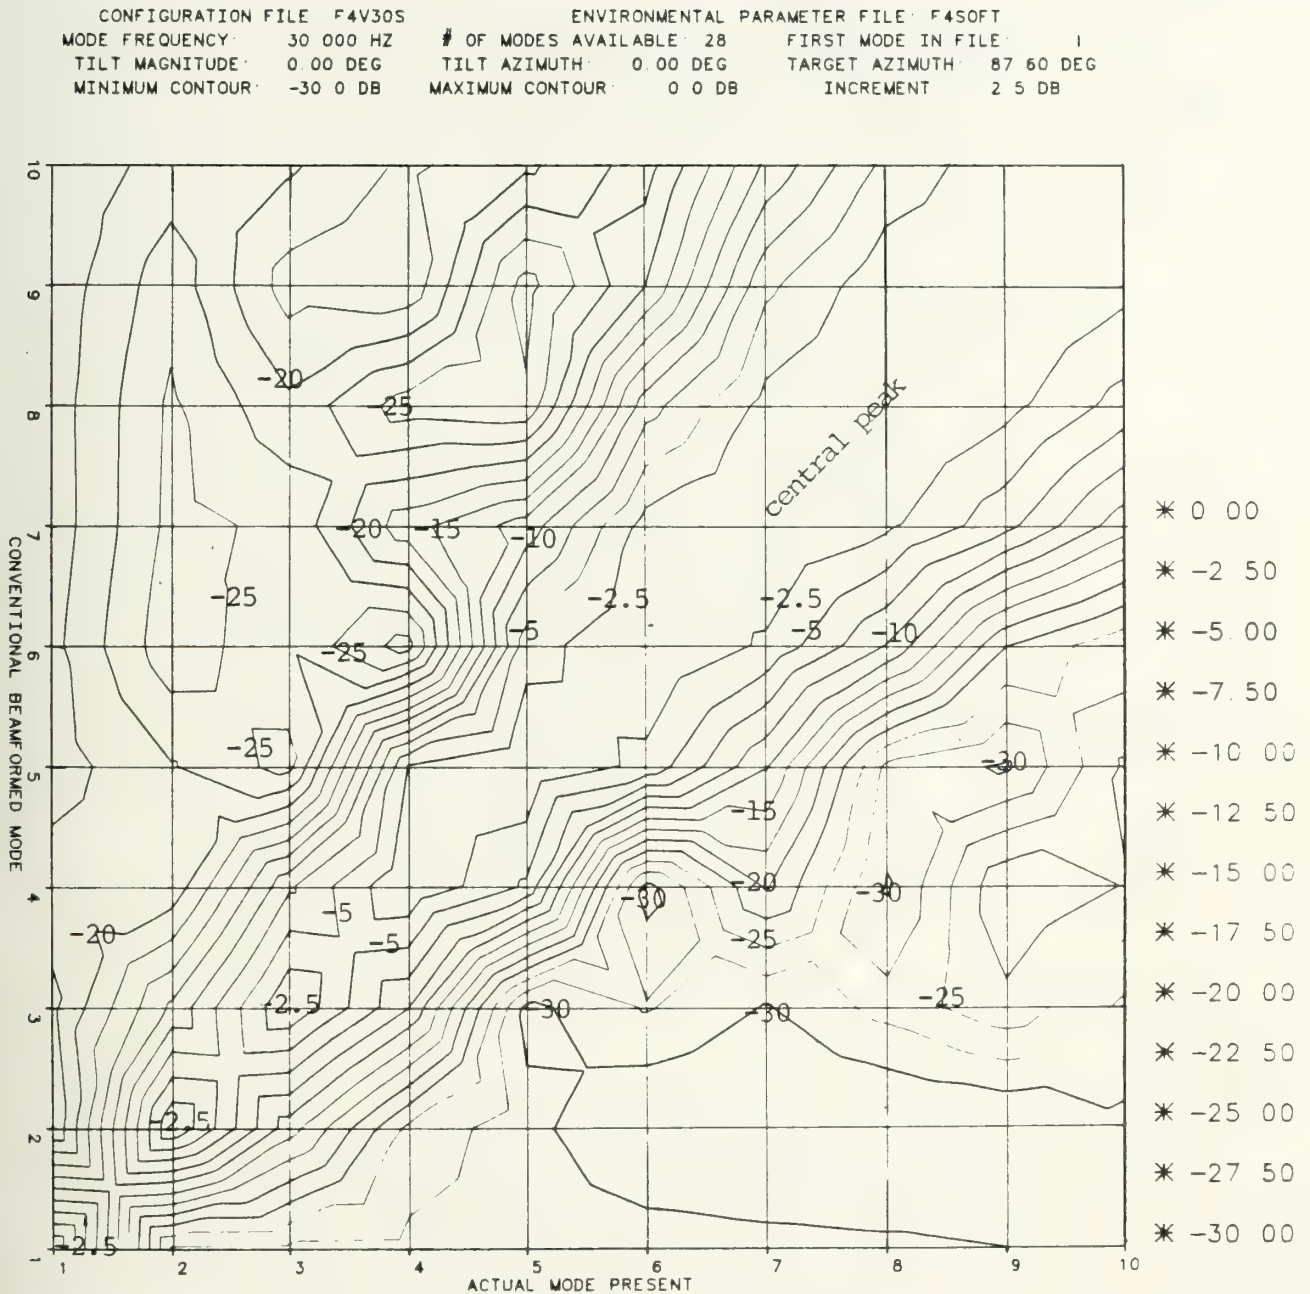 CONFIGURATION FILE F4V30S ENVIRONMENTAL PARAMETER FILE: F4SOFT
MODE FREQUENCY: 30 000 HZ # OF MODES AVAILABLE: 28 FIRST MODE IN FILE: 1
TILT MAGNITUDE: 0.00 DEG TILT AZIMUTH: 0.00 DEG TARGET AZIMUTH: 87 60 DEG
MINIMUM CONTOUR: -30 0 DB MAXIMUM CONTOUR: 0 0 DB INCREMENT 2 5 DB
10
9
-20
8
-25
central peak
7
-20
-15
-10
-25
-2.5
-2.5
6
-5
-5
-10
-25
-25
5
-30
-15
4
-20
-30
-30
-5
-20
-5
-25
3
-2.5
-30
-30
-25
2
-2.5
1
-2.5
CONVENTIONAL BEAMFORMED MODE
1 2 3 4 5 6 7 8 9 10
ACTUAL MODE PRESENT
* 0 00
* -2 50
* -5.00
* -7.50
* -10 00
* -12 50
* -15 00
* -17 50
* -20 00
* -22 50
* -25 00
* -27 50
* -30 00